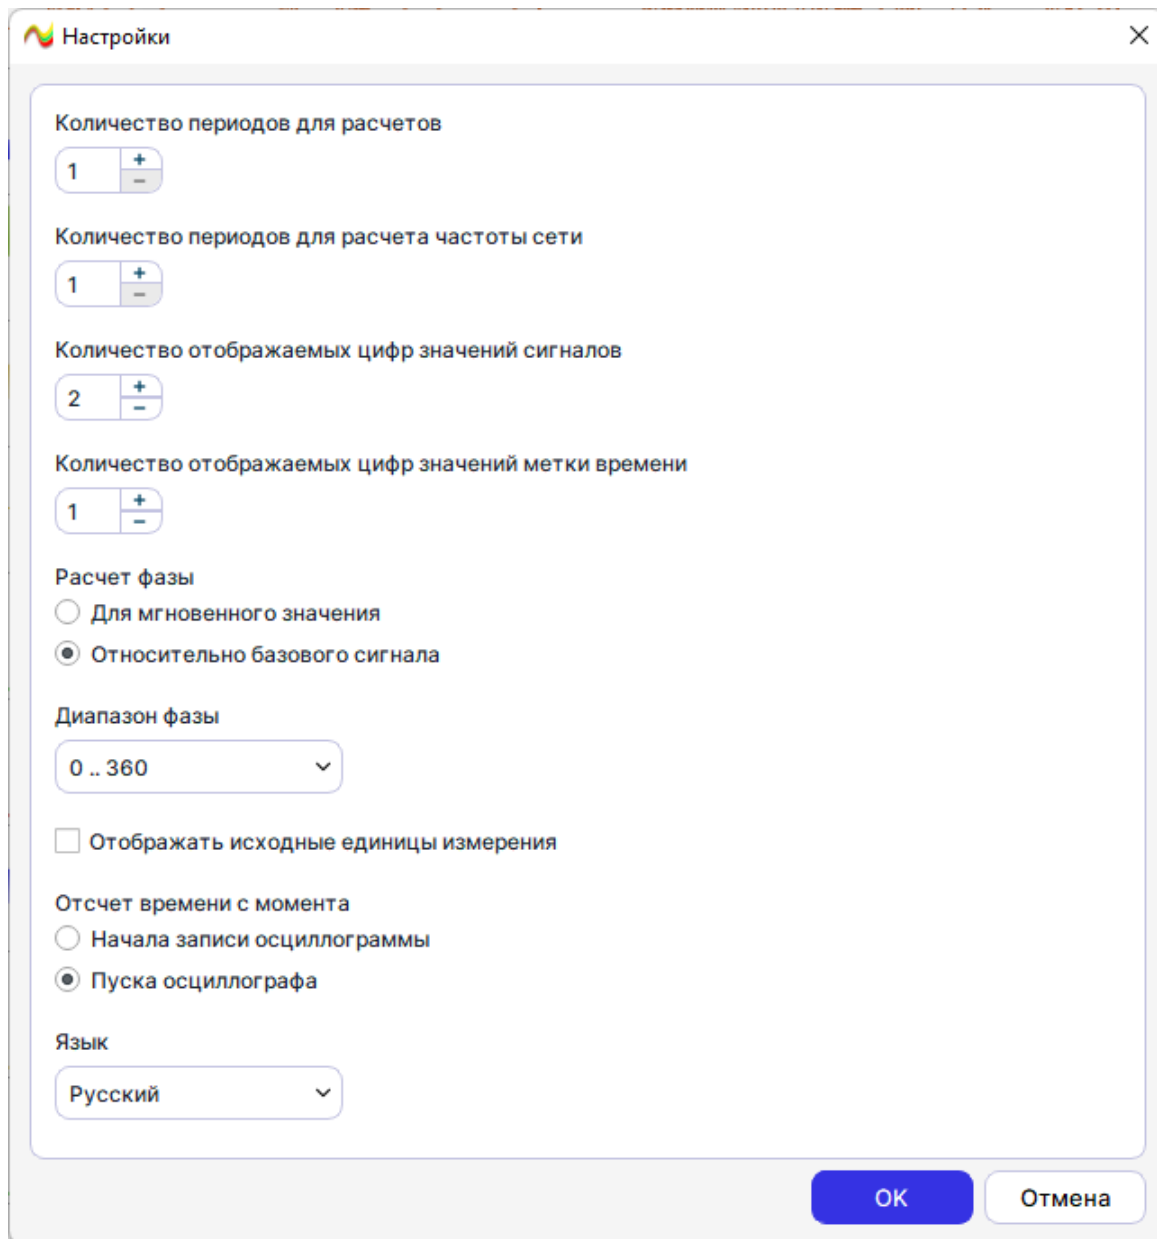 Настройки
Количество периодов для расчетов
1
Количество периодов для расчета частоты сети
1
Количество отображаемых цифр значений сигналов
2
Количество отображаемых цифр значений метки времени
1
Расчет фазы
Для мгновенного значения
Относительно базового сигнала
Диапазон фазы
0 .. 360
Отображать исходные единицы измерения
Отсчет времени с момента
Начала записи осциллограммы
Пуска осциллографа
Язык
Русский
OK Отмена